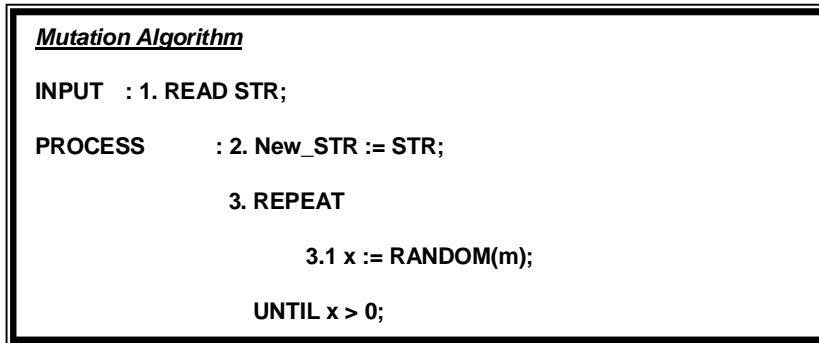 Mutation Algorithm
INPUT : 1. READ STR;
PROCESS : 2. New_STR := STR;
3. REPEAT
3.1 x := RANDOM(m);
UNTIL x > 0;